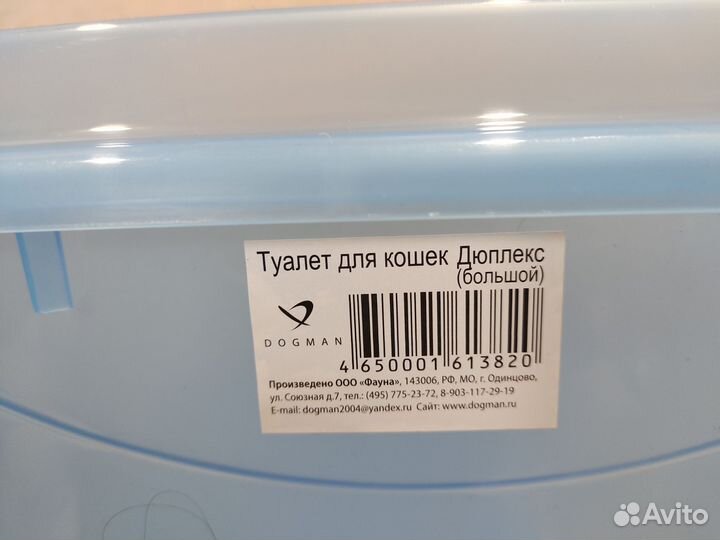 Туалет для кошек Дюплекс
(большой)
DOGMAN
4 650001 613820
Произведено ООО «Фауна», 143006, РФ, МО, г. Одинцово,
ул. Союзная д.7, тел.: (495) 775-23-72, 8-903-117-29-19
E-mail: dogman2004@yandex.ru Сайт: www.dogman.ru
Avito